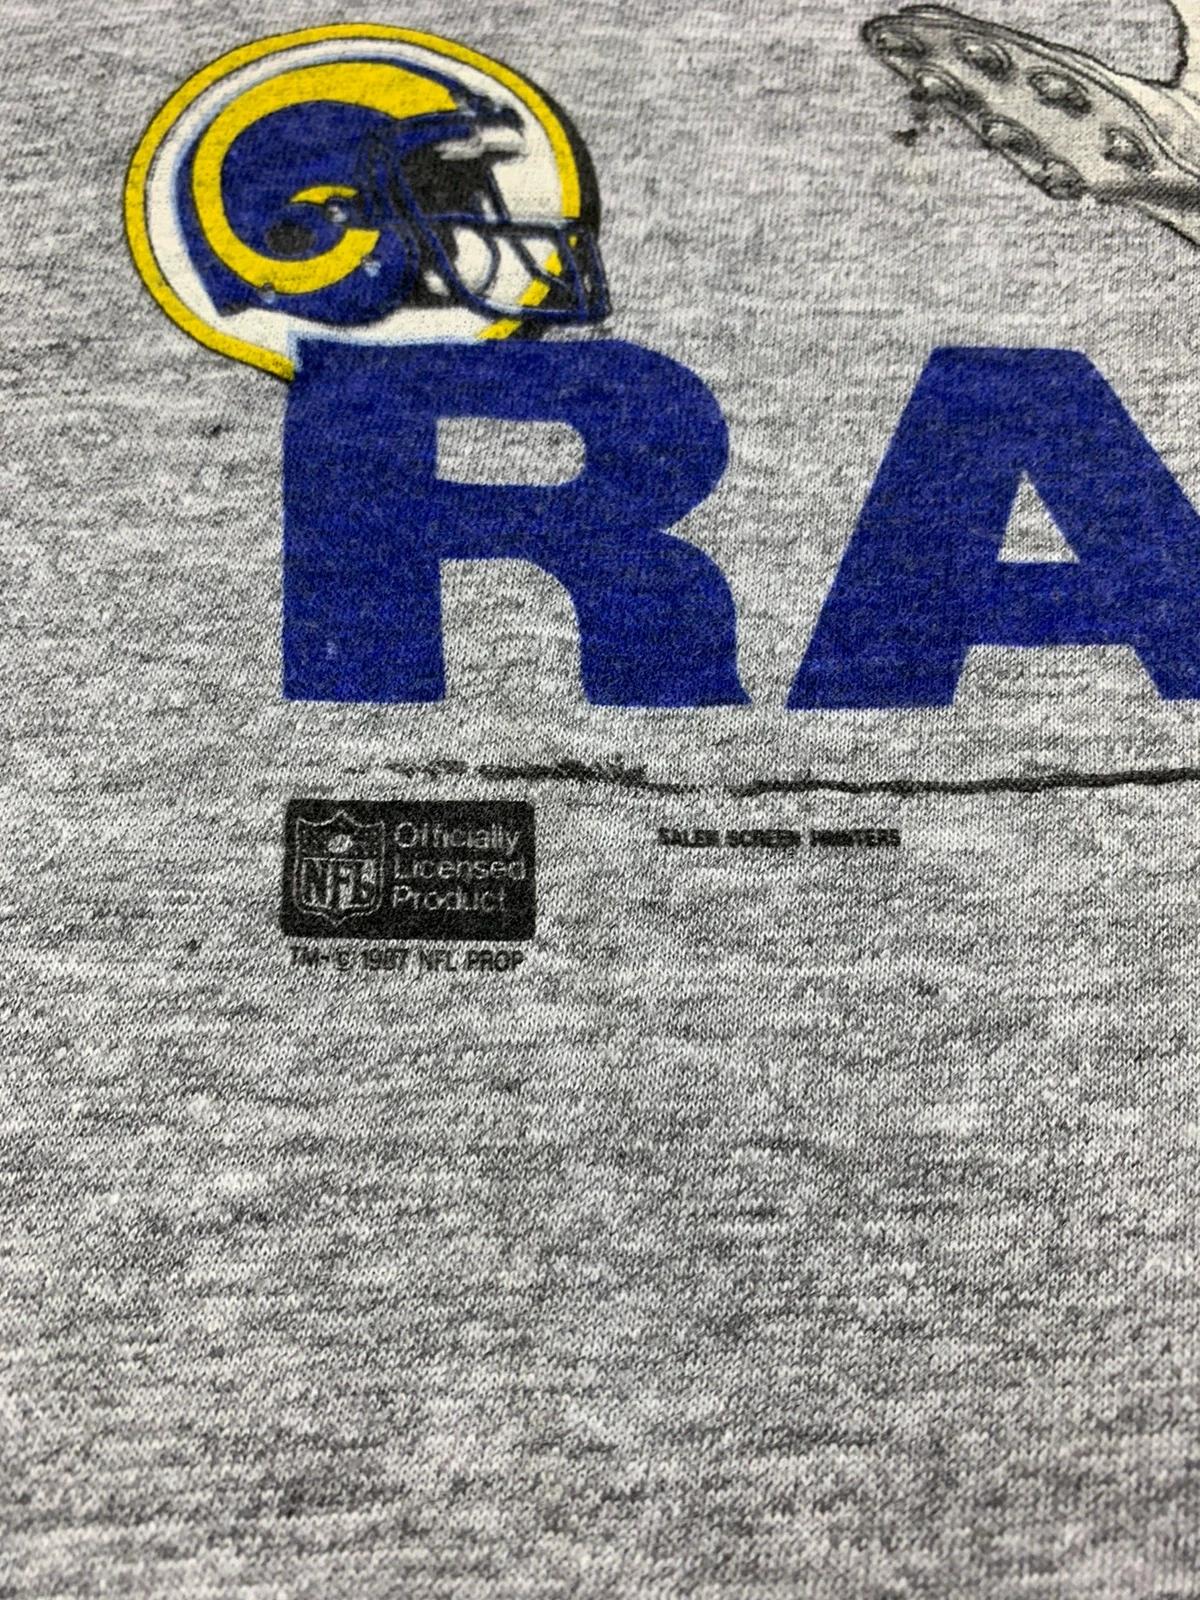 RA
Officially
Licensed
Product
NFL
SALEM SCREEN PRINTERS
TM- © 1987 NFL PROP